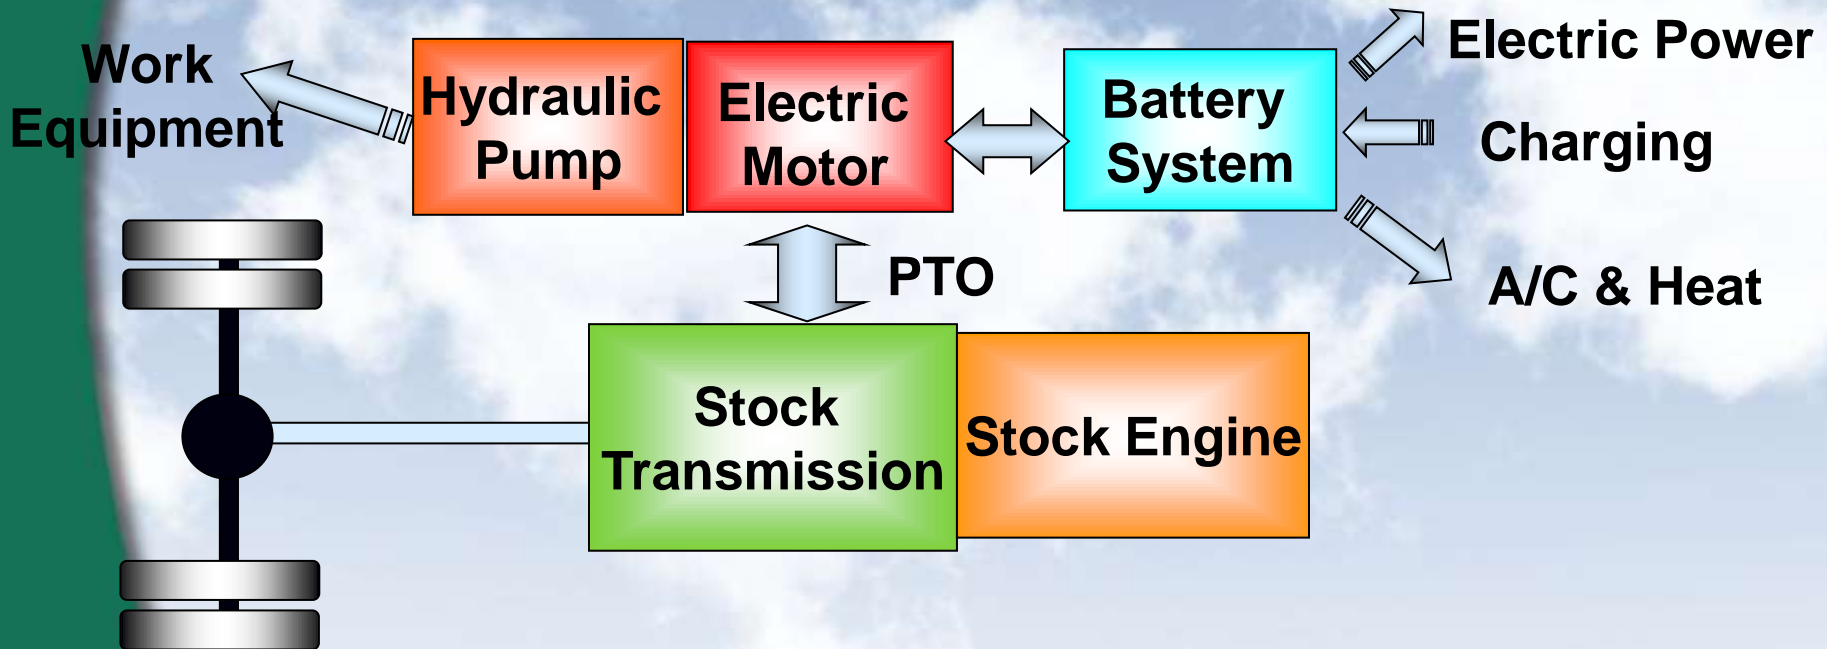 Work
Equipment
Hydraulic
Pump
Electric
Motor
Battery
System
Electric Power
Charging
A/C & Heat
PTO
Stock
Transmission
Stock Engine